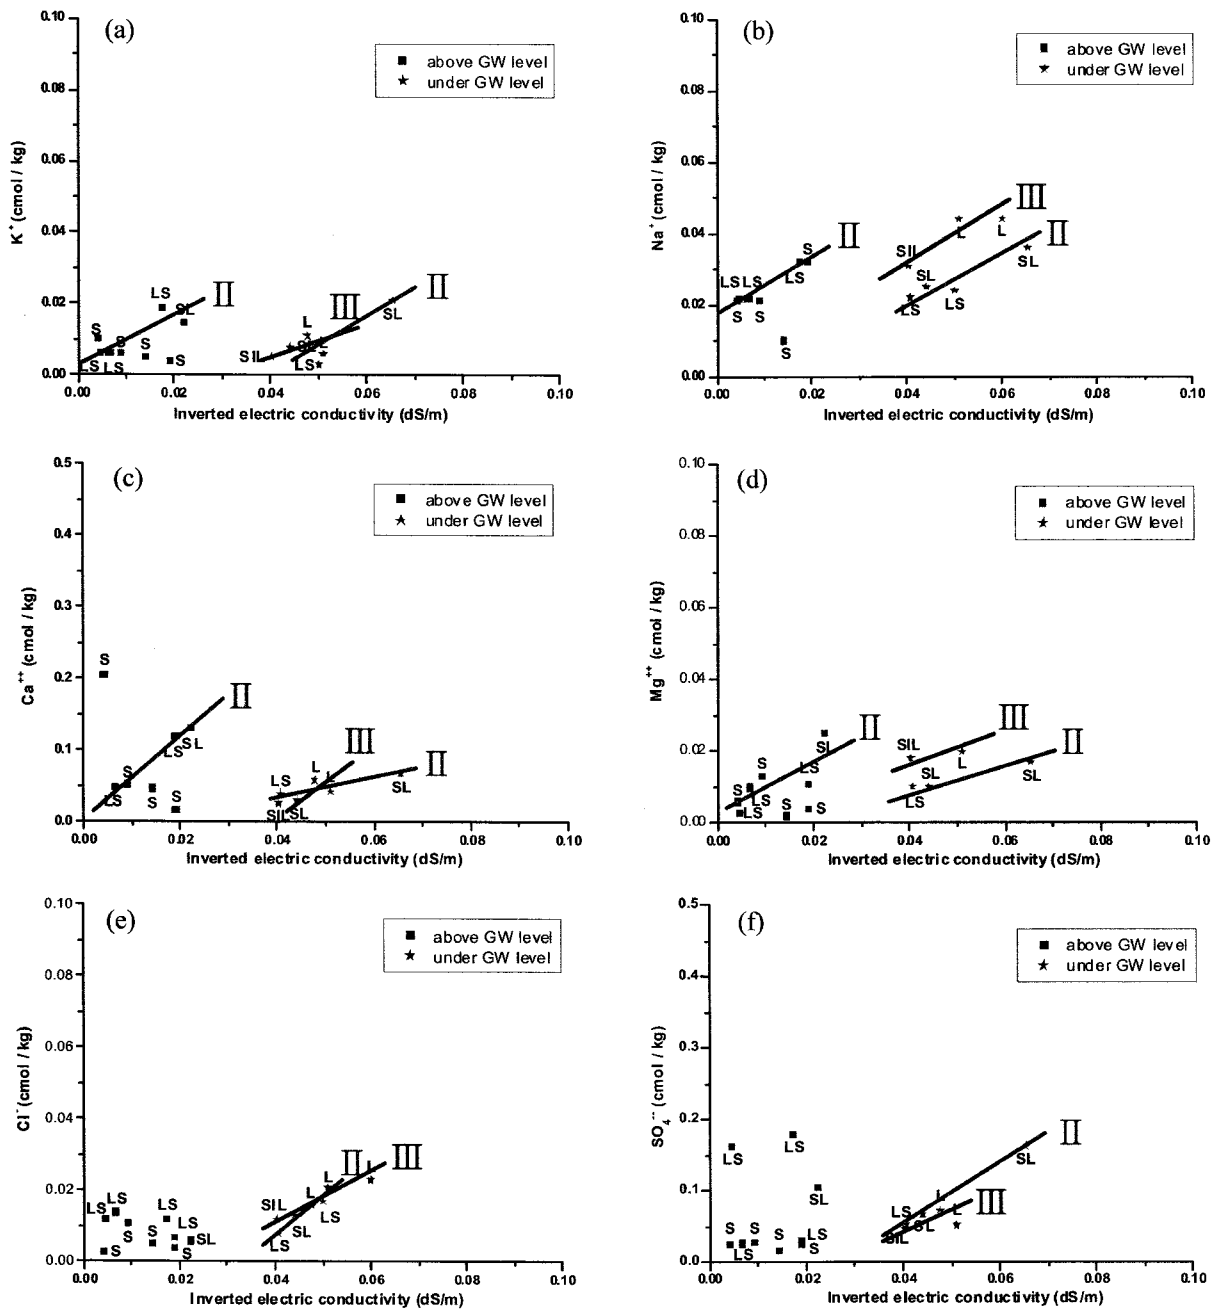 (a)
0.10
0.08
0.06
0.04
0.02
0.00
K⁺ (cmol / kg)
above GW level
under GW level
II
III
II
LS
SL
S
S
S
S
LS
LS
L
SIL
SL
L
LS
SL
0.00 0.02 0.04 0.06 0.08 0.10
Inverted electric conductivity (dS/m)
(b)
0.10
0.08
0.06
0.04
0.02
0.00
Na⁺ (cmol / kg)
above GW level
under GW level
II
III
II
S
LS
LS
LS
S
S
S
SIL
L
L
SL
SL
LS
LS
0.00 0.02 0.04 0.06 0.08 0.10
Inverted electric conductivity (dS/m)
(c)
0.5
0.4
0.3
0.2
0.1
0.0
Ca⁺⁺ (cmol / kg)
above GW level
under GW level
S
II
LS
SL
S
S
S
LS
III
II
L
L
LS
SL
SIL
SL
0.00 0.02 0.04 0.06 0.08 0.10
Inverted electric conductivity (dS/m)
(d)
0.10
0.08
0.06
0.04
0.02
0.00
Mg⁺⁺ (cmol / kg)
above GW level
under GW level
II
III
II
SL
S
LS
S
LS
LS
S
S
SIL
L
SL
SL
LS
0.00 0.02 0.04 0.06 0.08 0.10
Inverted electric conductivity (dS/m)
(e)
0.10
0.08
0.06
0.04
0.02
0.00
Cl⁻ (cmol / kg)
above GW level
under GW level
LS
LS
LS
S
S
LS
SL
S
S
II
III
L
L
L
SIL
LS
SL
LS
0.00 0.02 0.04 0.06 0.08 0.10
Inverted electric conductivity (dS/m)
(f)
0.5
0.4
0.3
0.2
0.1
0.0
SO₄⁻⁻ (cmol / kg)
above GW level
under GW level
LS
LS
SL
S
S
LS
S
LS
S
II
III
SL
L
LS
L
SL
SIL
0.00 0.02 0.04 0.06 0.08 0.10
Inverted electric conductivity (dS/m)